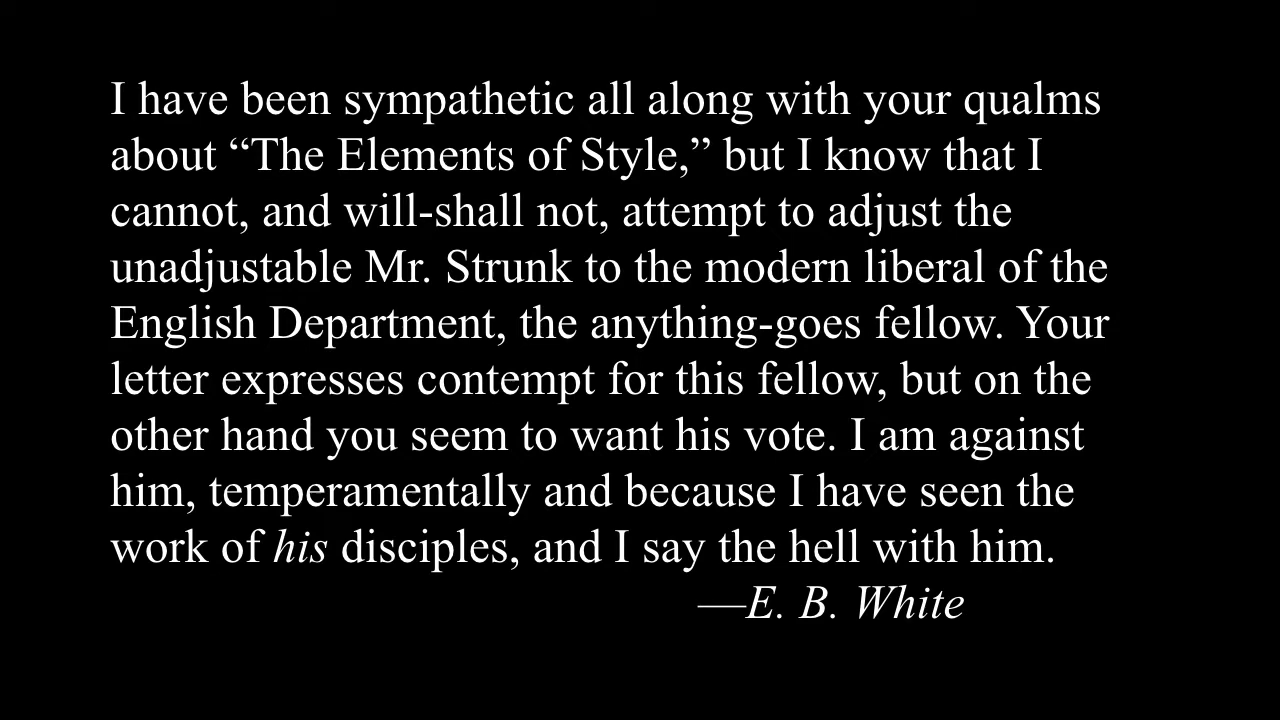 I have been sympathetic all along with your qualms
about “The Elements of Style,” but I know that I
cannot, and will-shall not, attempt to adjust the
unadjustable Mr. Strunk to the modern liberal of the
English Department, the anything-goes fellow. Your
letter expresses contempt for this fellow, but on the
other hand you seem to want his vote. I am against
him, temperamentally and because I have seen the
work of his disciples, and I say the hell with him.
—E. B. White